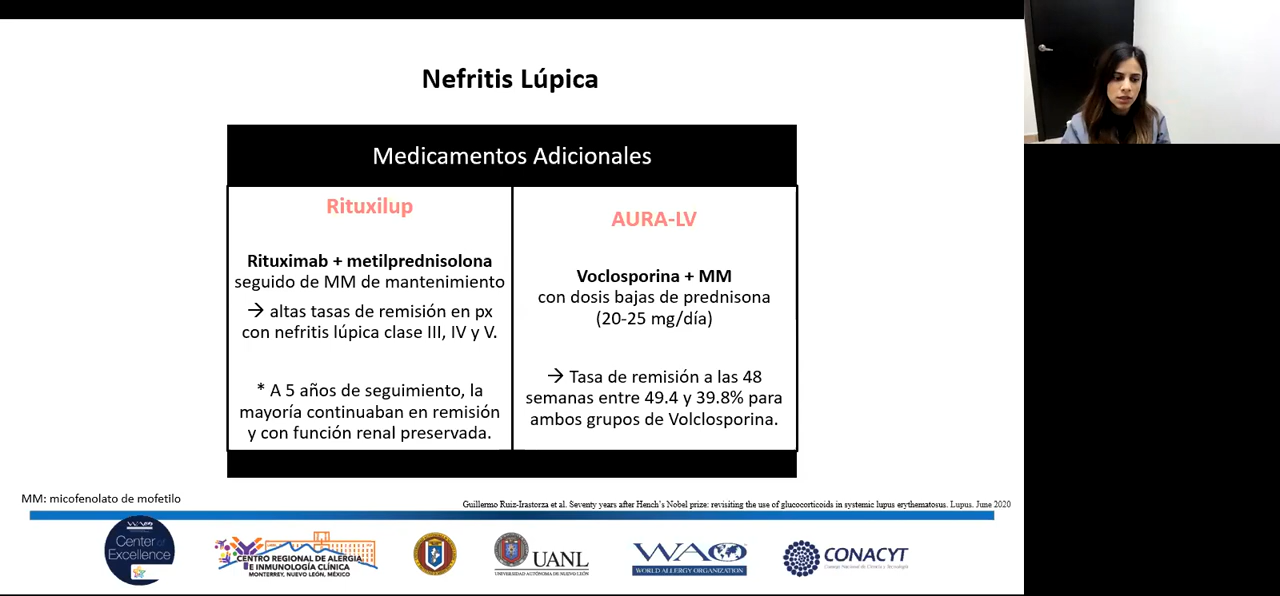 Nefritis Lúpica
Medicamentos Adicionales
Rituxilup
Rituximab + metilprednisolona
seguido de MM de mantenimiento
→ altas tasas de remisión en px
con nefritis lúpica clase III, IV y V.
* A 5 años de seguimiento, la
mayoría continuaban en remisión
y con función renal preservada.
AURA-LV
Voclosporina + MM
con dosis bajas de prednisona
(20-25 mg/día)
→ Tasa de remisión a las 48
semanas entre 49.4 y 39.8% para
ambos grupos de Volclosporina.
MM: micofenolato de mofetilo
Guillermo Ruiz-Irastorza et al. Seventy years after Hench's Nobel prize: revisiting the use of glucocorticoids in systemic lupus erythematosus. Lupus. June 2020
WAO
Center of
Excellence
CENTRO REGIONAL DE ALERGIA
E INMUNOLOGÍA CLÍNICA
MONTERREY, NUEVO LEÓN, MÉXICO
UANL
UNIVERSIDAD AUTÓNOMA DE NUEVO LEÓN
WAO
WORLD ALLERGY ORGANIZATION
CONACYT
Consejo Nacional de Ciencia y Tecnología